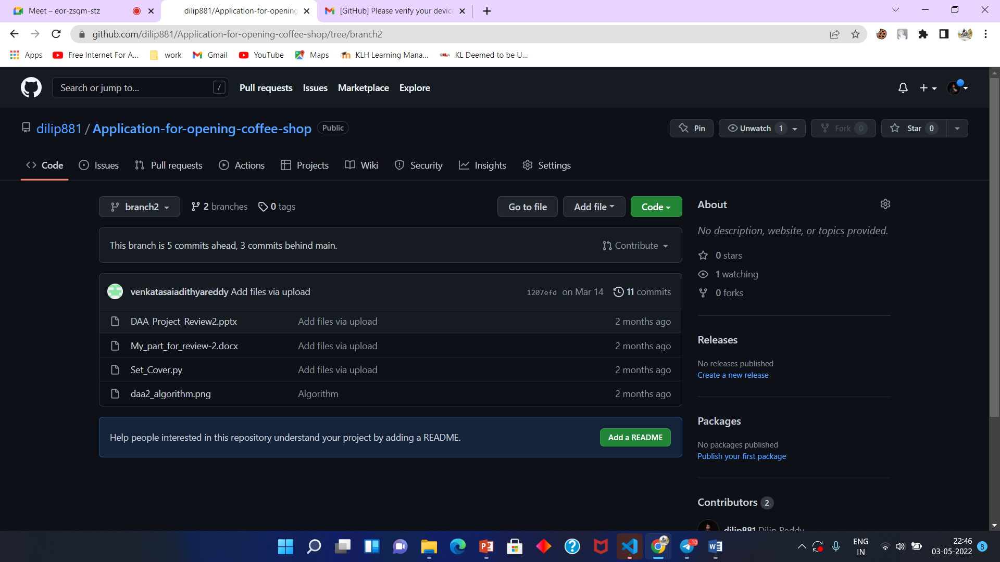 Meet – eor-zsqm-stz
dilip881/Application-for-opening
[GitHub] Please verify your device
github.com/dilip881/Application-for-opening-coffee-shop/tree/branch2
Apps Free Internet For A... work Gmail YouTube Maps KLH Learning Mana... KL Deemed to be U...
Search or jump to... /
Pull requests Issues Marketplace Explore
dilip881 / Application-for-opening-coffee-shop Public
Pin Unwatch 1 Fork 0 Star 0
Code Issues Pull requests Actions Projects Wiki Security Insights Settings
branch2 2 branches 0 tags Go to file Add file Code
This branch is 5 commits ahead, 3 commits behind main. Contribute
venkatasaiadithyareddy Add files via upload 1207efd on Mar 14 11 commits
DAA_Project_Review2.pptx Add files via upload 2 months ago
My_part_for_review-2.docx Add files via upload 2 months ago
Set_Cover.py Add files via upload 2 months ago
daa2_algorithm.png Algorithm 2 months ago
Help people interested in this repository understand your project by adding a README. Add a README
About
No description, website, or topics provided.
0 stars
1 watching
0 forks
Releases
No releases published
Create a new release
Packages
No packages published
Publish your first package
Contributors 2
dilip881 Dilip Reddy
..10
ENG
IN
22:46
03-05-2022
8